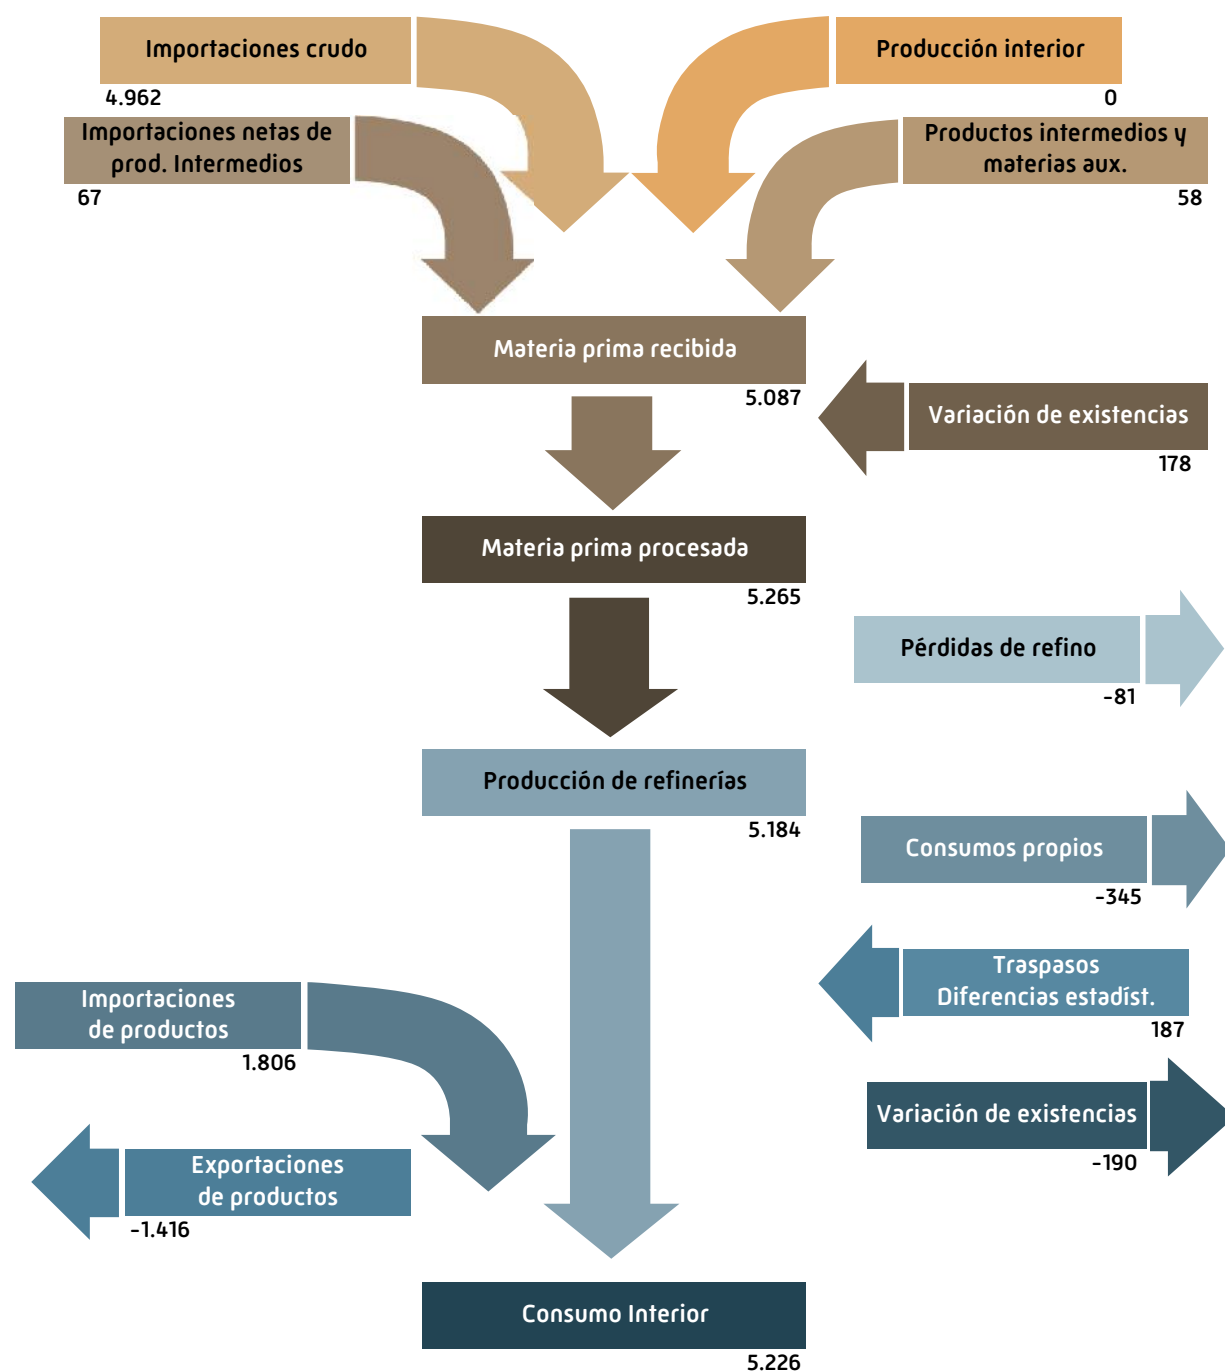 Importaciones crudo
4.962
Producción interior
0
Importaciones netas de
prod. Intermedios
67
Productos intermedios y
materias aux.
58
Materia prima recibida
5.087
Variación de existencias
178
Materia prima procesada
5.265
Pérdidas de refino
-81
Producción de refinerías
5.184
Consumos propios
-345
Traspasos
Diferencias estadíst.
187
Importaciones
de productos
1.806
Variación de existencias
-190
Exportaciones
de productos
-1.416
Consumo Interior
5.226